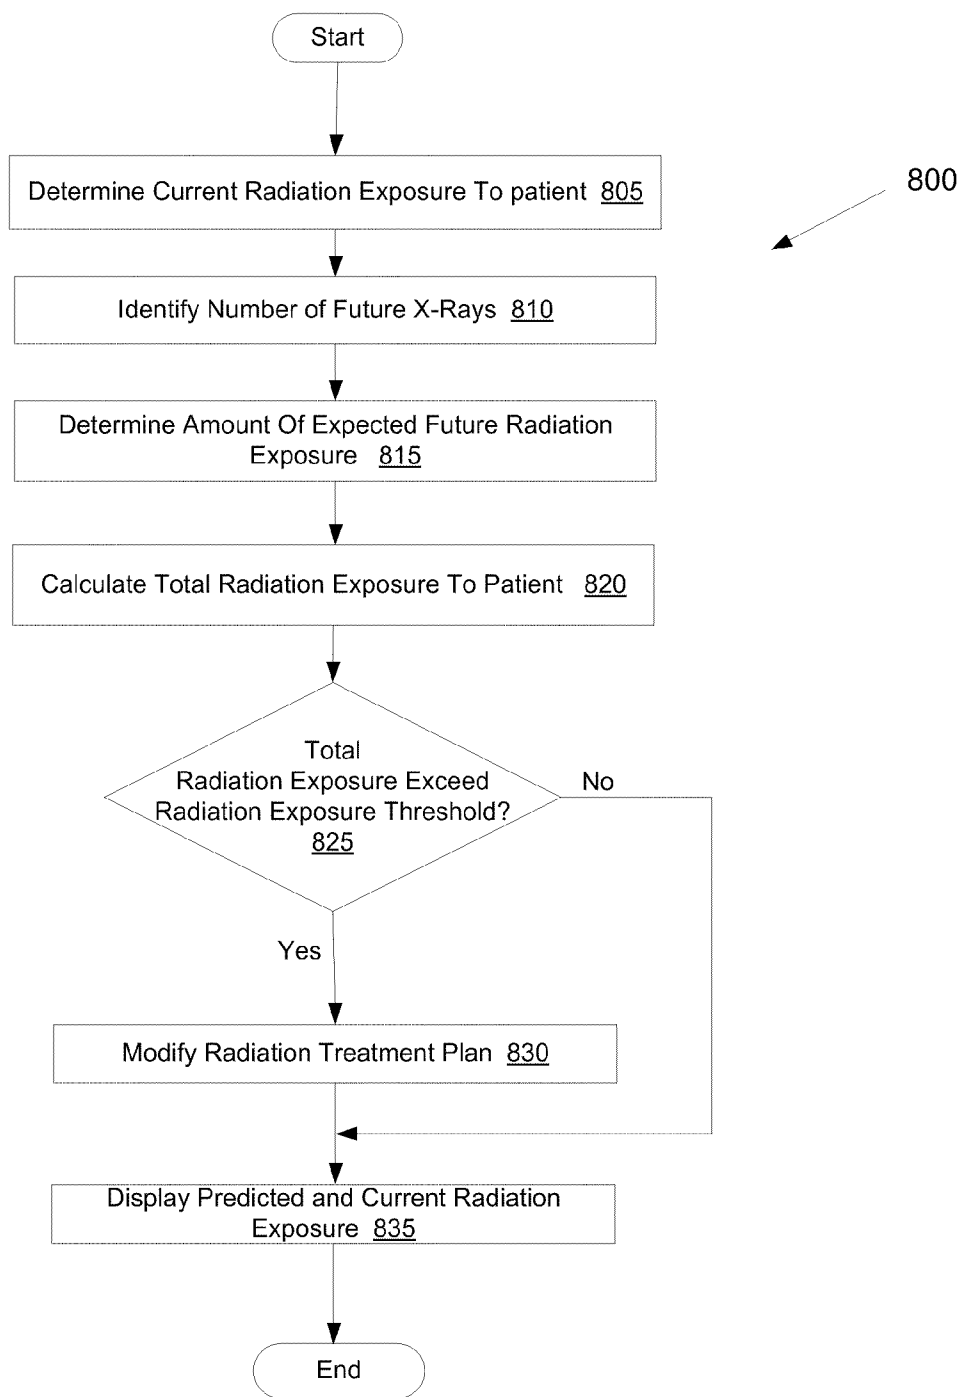 Start
Determine Current Radiation Exposure To patient 805
800
Identify Number of Future X-Rays 810
Determine Amount Of Expected Future Radiation
Exposure 815
Calculate Total Radiation Exposure To Patient 820
Total
Radiation Exposure Exceed
Radiation Exposure Threshold?
825
No
Yes
Modify Radiation Treatment Plan 830
Display Predicted and Current Radiation
Exposure 835
End